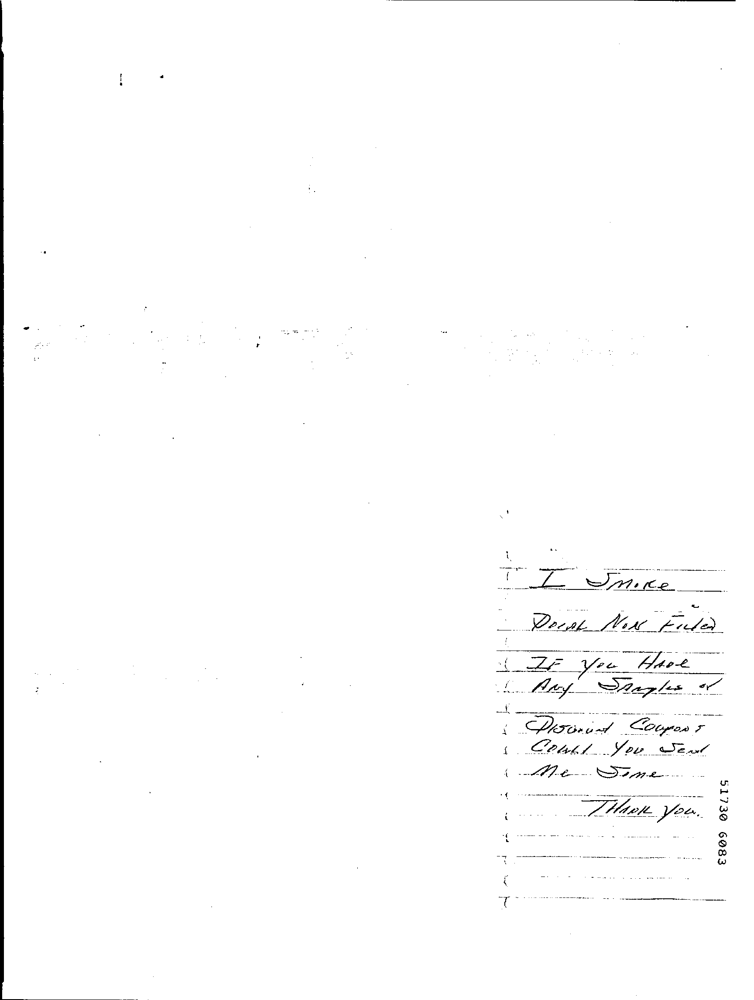 I Smoke
Doral Non Filter
IF You Have
Any Samples or
Discount Coupons
Could You Send
Me Some
Thank You.
51730 6083